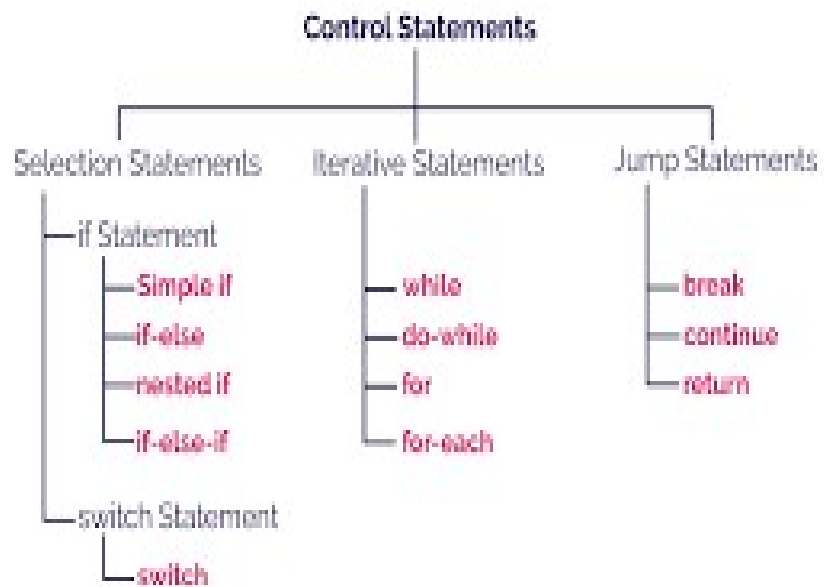 Control Statements
Selection Statements
if Statement
Simple if
if-else
nested if
if-else-if
switch Statement
switch
Iterative Statements
while
do-while
for
for-each
Jump Statements
break
continue
return